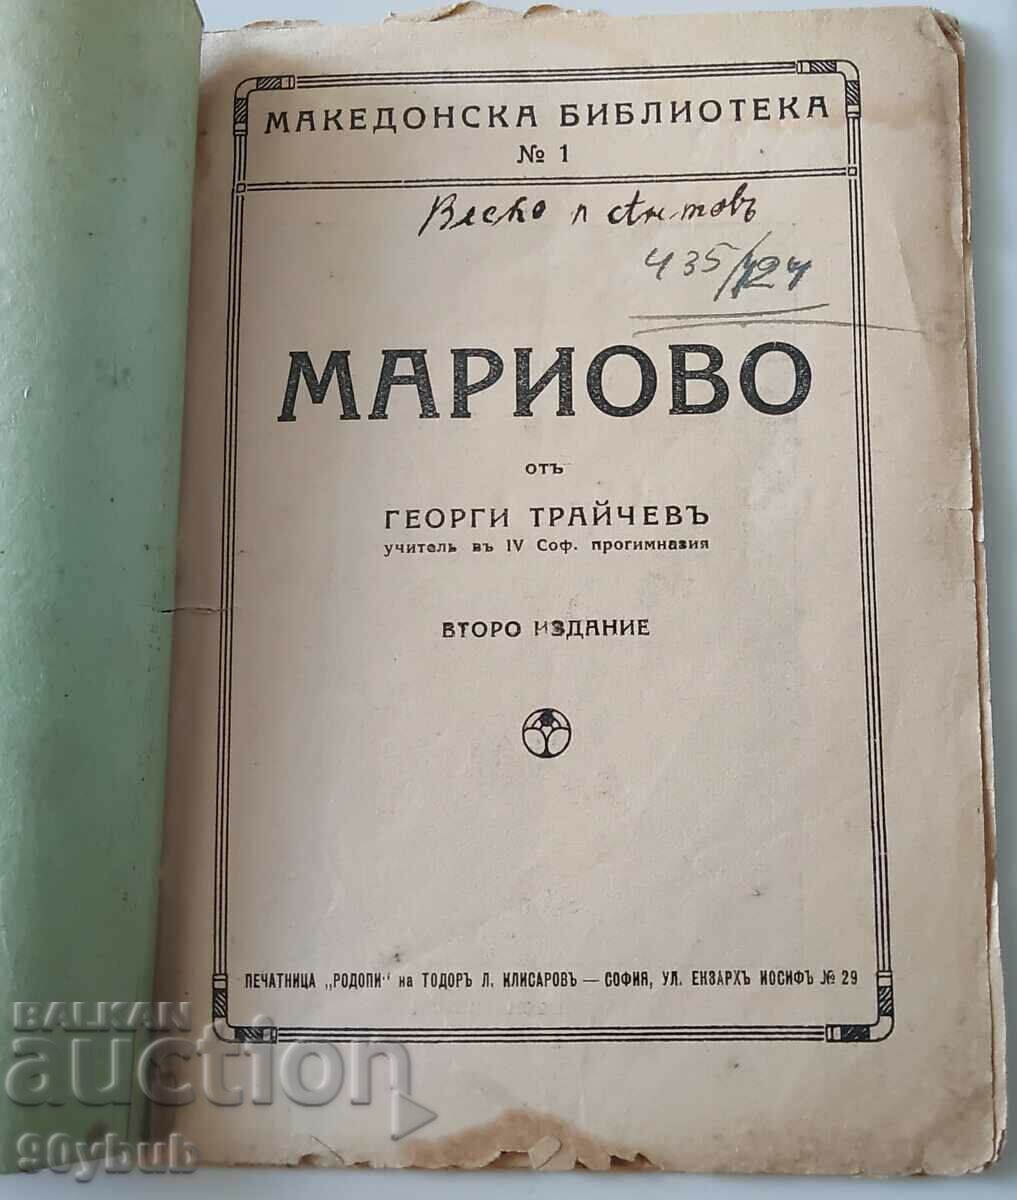 МАКЕДОНСКА БИБЛИОТЕКА
№ 1
435/424
МАРИОВО
отъ
ГЕОРГИ ТРАЙЧЕВЪ
учитель въ IV Соф. прогимназия
ВТОРО ИЗДАНИЕ
ПЕЧАТНИЦА „РОДОПИ“ на ТОДОРЪ Л. КЛИСАРОВЪ — СОФИЯ, УЛ. ЕКЗАРХЪ ИОСИФЪ № 29
BALKAN
auction
90ybub